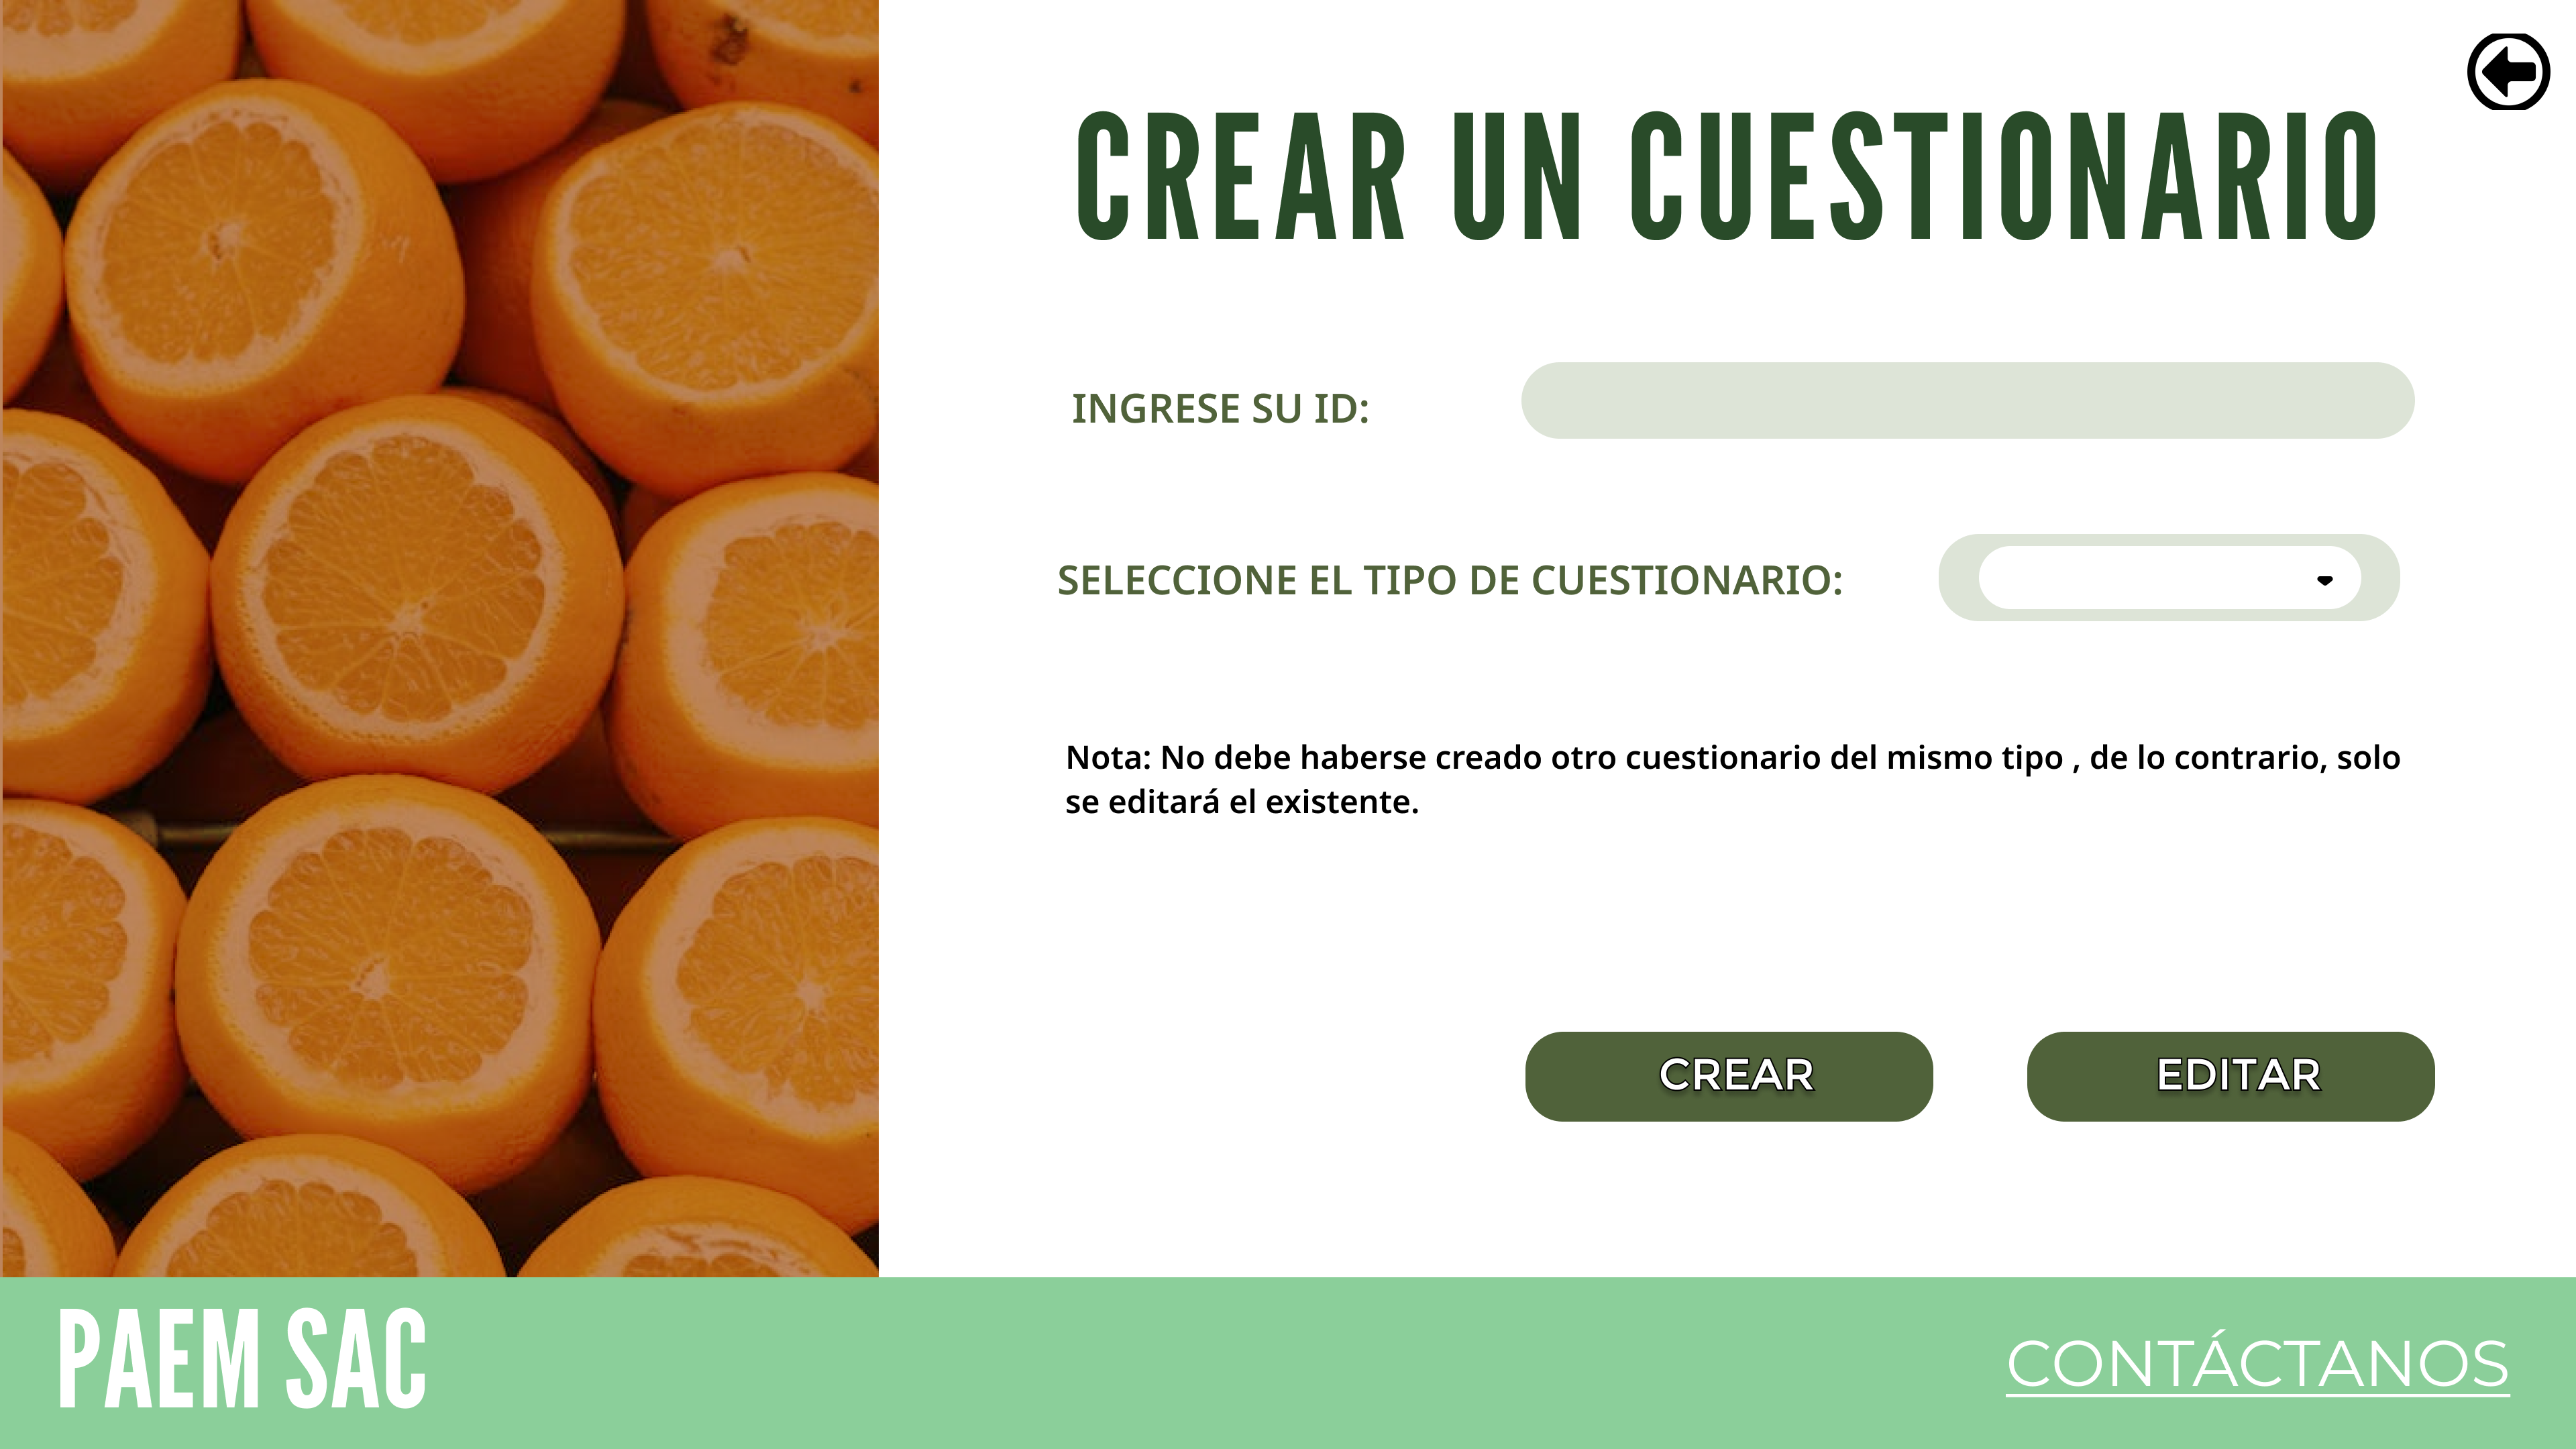 CREAR UN CUESTIONARIO
INGRESE SU ID:
SELECCIONE EL TIPO DE CUESTIONARIO:
Nota: No debe haberse creado otro cuestionario del mismo tipo , de lo contrario, solo
se editará el existente.
CREAR
EDITAR
PAEM SAC
CONTÁCTANOS